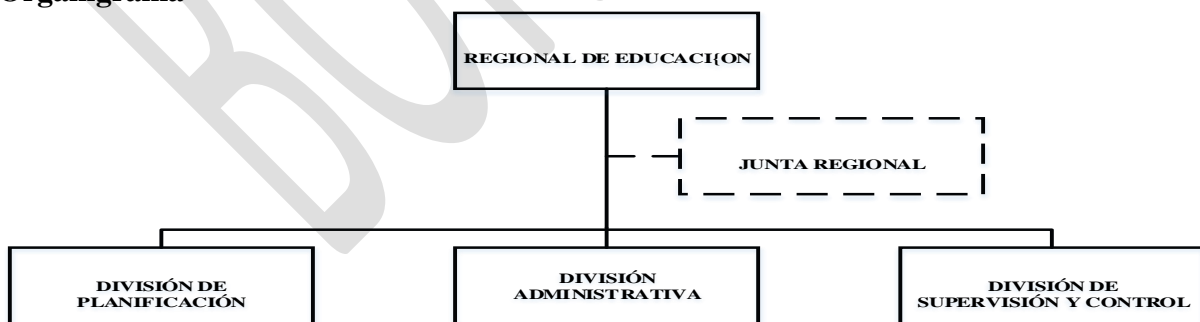 Organigrama
REGIONAL DE EDUCACI{ON
JUNTA REGIONAL
DIVISIÓN DE
PLANIFICACIÓN
DIVISIÓN
ADMINISTRATIVA
DIVISIÓN DE
SUPERVISIÓN Y CONTROL